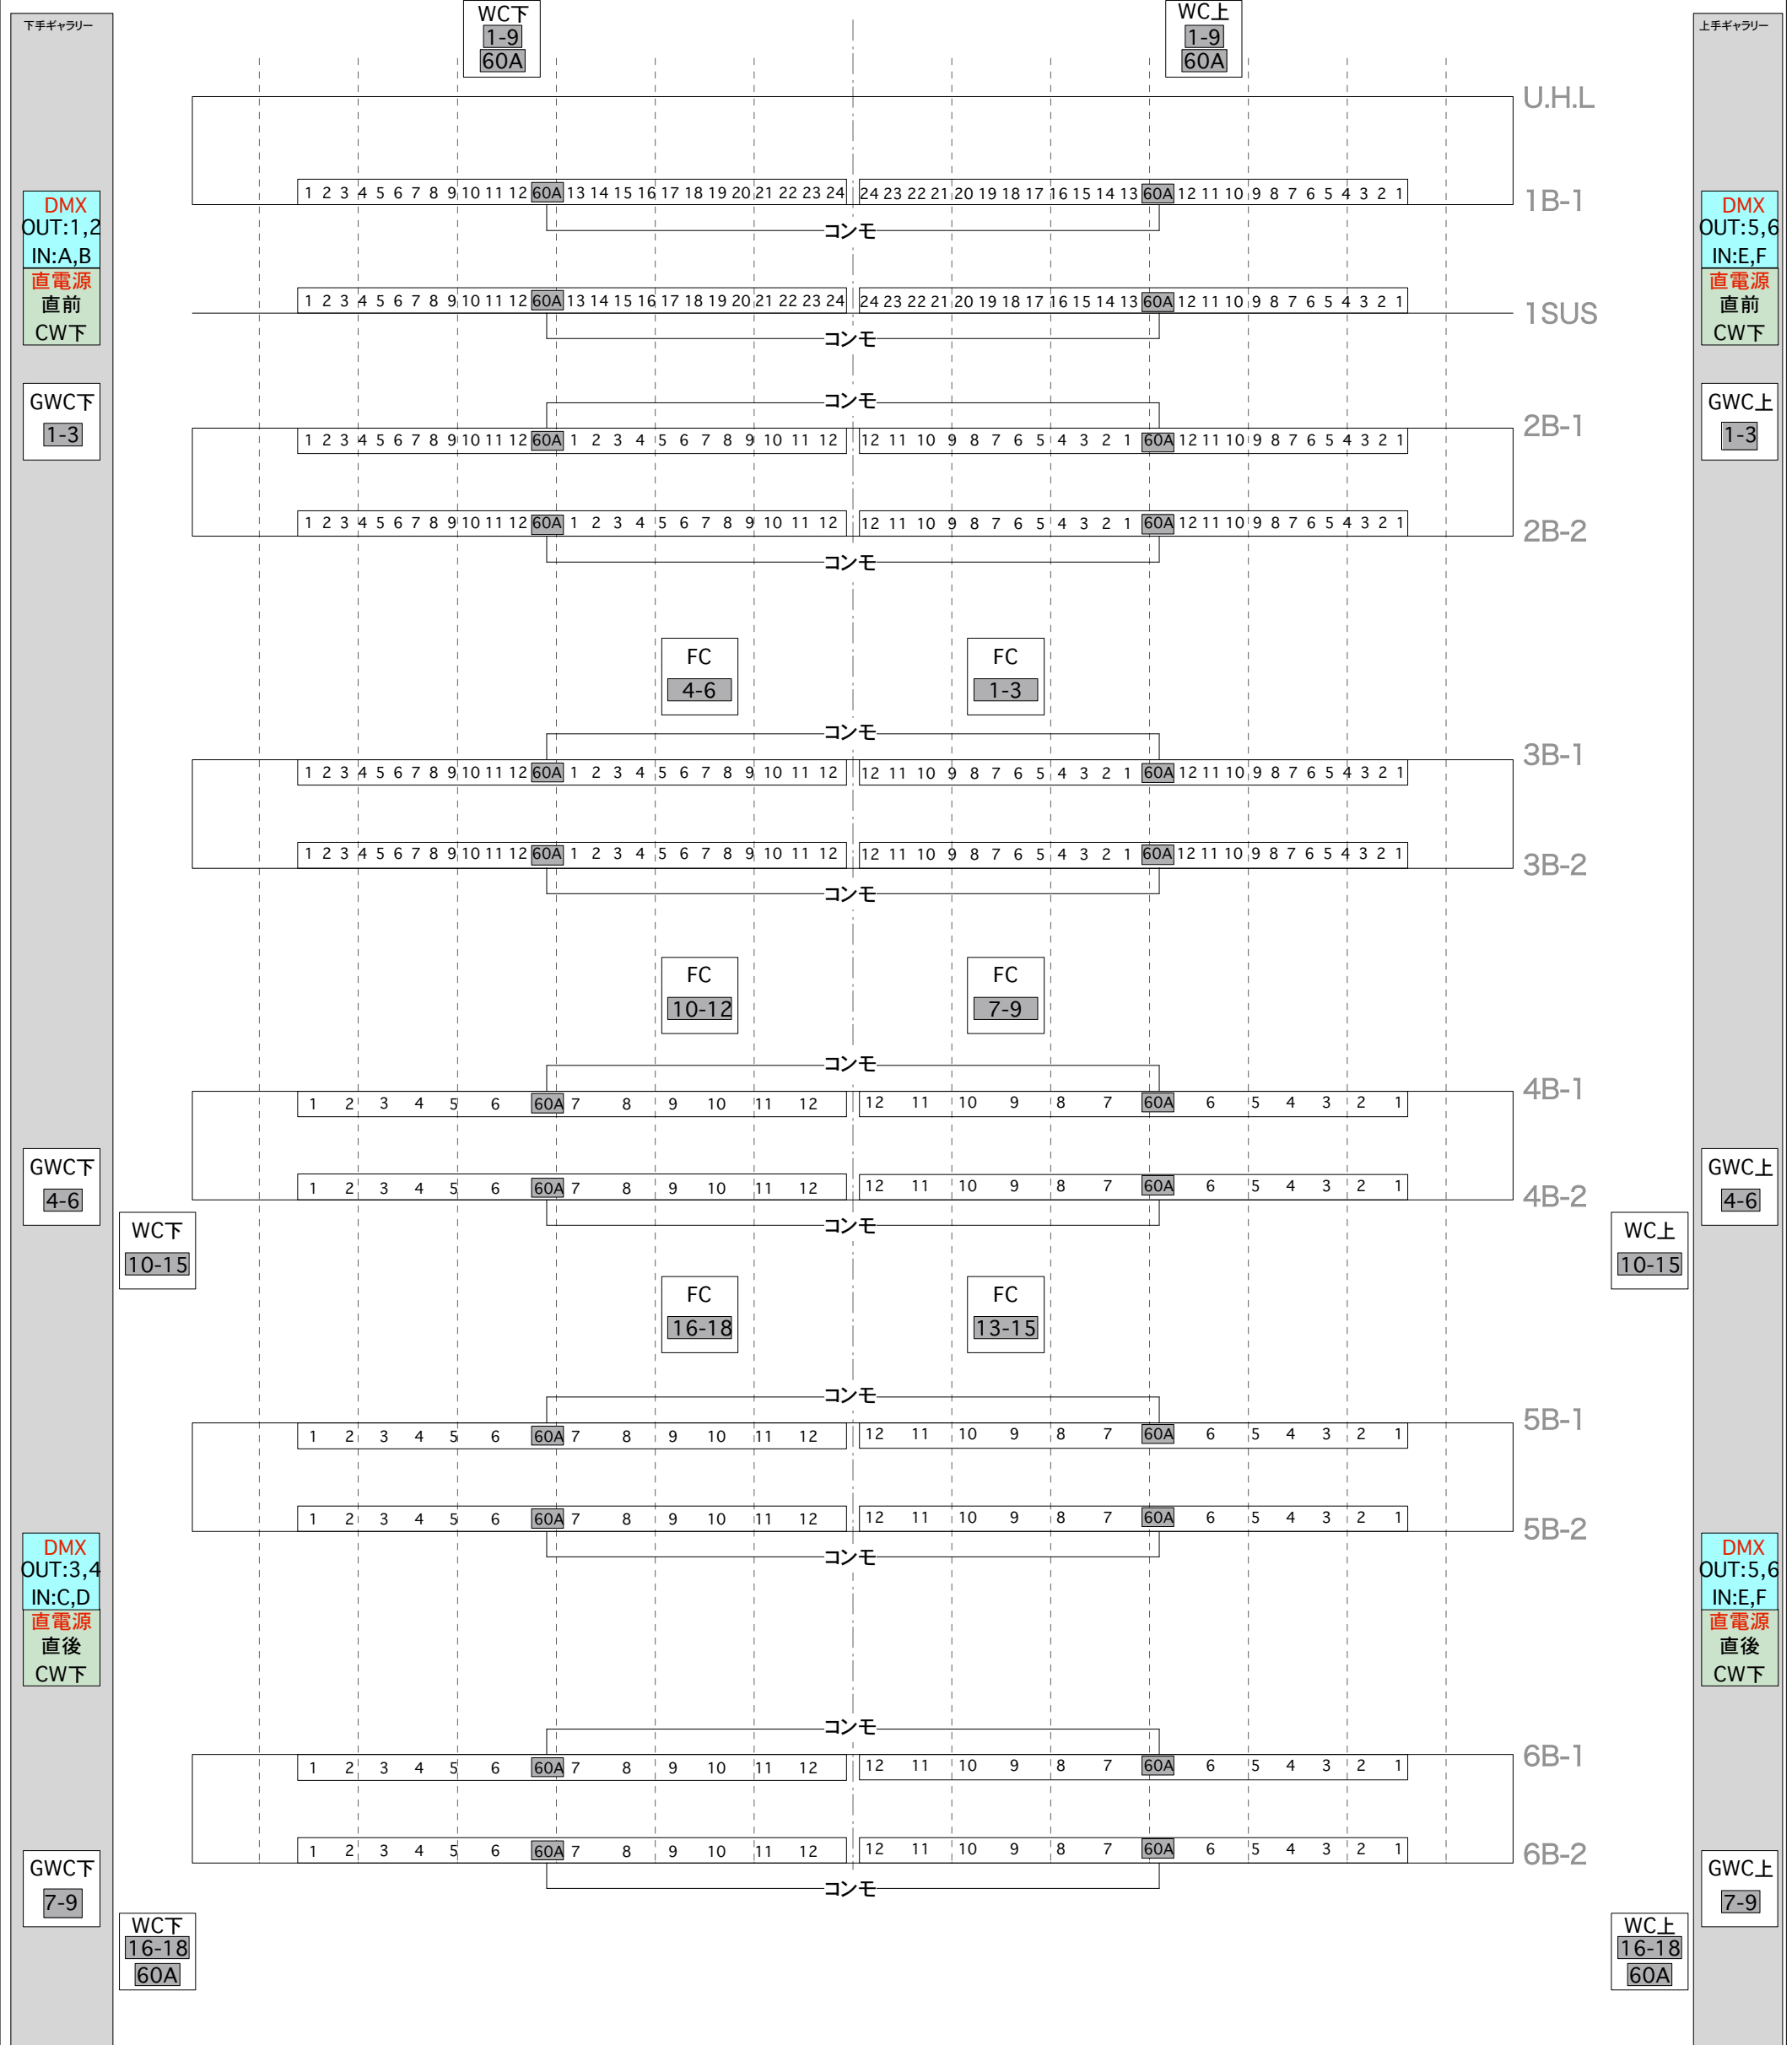 下手ギャラリー
上手ギャラリー
WC下
1-9
60A
WC上
1-9
60A
U.H.L
1 2 3 4 5 6 7 8 9 10 11 12 60A 13 14 15 16 17 18 19 20 21 22 23 24 24 23 22 21 20 19 18 17 16 15 14 13 60A 12 11 10 9 8 7 6 5 4 3 2 1
1B-1
コンモ
DMX
OUT:1,2
IN:A,B
直電源
直前
CW下
DMX
OUT:5,6
IN:E,F
直電源
直前
CW下
1 2 3 4 5 6 7 8 9 10 11 12 60A 13 14 15 16 17 18 19 20 21 22 23 24 24 23 22 21 20 19 18 17 16 15 14 13 60A 12 11 10 9 8 7 6 5 4 3 2 1
1SUS
コンモ
GWC下
1-3
GWC上
1-3
コンモ
1 2 3 4 5 6 7 8 9 10 11 12 60A 1 2 3 4 5 6 7 8 9 10 11 12 12 11 10 9 8 7 6 5 4 3 2 1 60A 12 11 10 9 8 7 6 5 4 3 2 1
2B-1
1 2 3 4 5 6 7 8 9 10 11 12 60A 1 2 3 4 5 6 7 8 9 10 11 12 12 11 10 9 8 7 6 5 4 3 2 1 60A 12 11 10 9 8 7 6 5 4 3 2 1
2B-2
コンモ
FC
4-6
FC
1-3
コンモ
1 2 3 4 5 6 7 8 9 10 11 12 60A 1 2 3 4 5 6 7 8 9 10 11 12 12 11 10 9 8 7 6 5 4 3 2 1 60A 12 11 10 9 8 7 6 5 4 3 2 1
3B-1
1 2 3 4 5 6 7 8 9 10 11 12 60A 1 2 3 4 5 6 7 8 9 10 11 12 12 11 10 9 8 7 6 5 4 3 2 1 60A 12 11 10 9 8 7 6 5 4 3 2 1
3B-2
コンモ
FC
10-12
FC
7-9
コンモ
1 2 3 4 5 6 60A 7 8 9 10 11 12 12 11 10 9 8 7 60A 6 5 4 3 2 1
4B-1
GWC下
4-6
GWC上
4-6
1 2 3 4 5 6 60A 7 8 9 10 11 12 12 11 10 9 8 7 60A 6 5 4 3 2 1
4B-2
コンモ
WC下
10-15
WC上
10-15
FC
16-18
FC
13-15
コンモ
1 2 3 4 5 6 60A 7 8 9 10 11 12 12 11 10 9 8 7 60A 6 5 4 3 2 1
5B-1
1 2 3 4 5 6 60A 7 8 9 10 11 12 12 11 10 9 8 7 60A 6 5 4 3 2 1
5B-2
コンモ
DMX
OUT:3,4
IN:C,D
直電源
直後
CW下
DMX
OUT:5,6
IN:E,F
直電源
直後
CW下
コンモ
1 2 3 4 5 6 60A 7 8 9 10 11 12 12 11 10 9 8 7 60A 6 5 4 3 2 1
6B-1
1 2 3 4 5 6 60A 7 8 9 10 11 12 12 11 10 9 8 7 60A 6 5 4 3 2 1
6B-2
コンモ
GWC下
7-9
GWC上
7-9
WC下
16-18
60A
WC上
16-18
60A